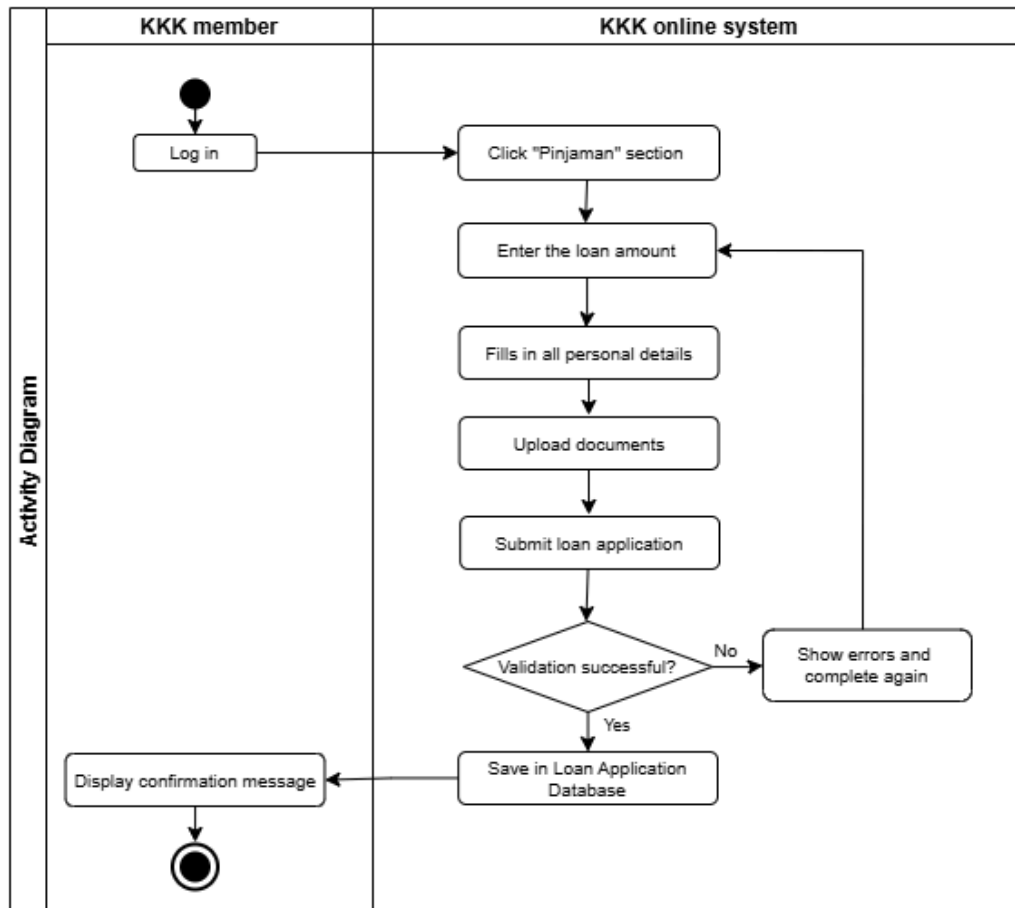 KKK member
KKK online system
Activity Diagram
Log in
Click "Pinjaman" section
Enter the loan amount
Fills in all personal details
Upload documents
Submit loan application
Validation successful?
No
Show errors and
complete again
Yes
Save in Loan Application
Database
Display confirmation message